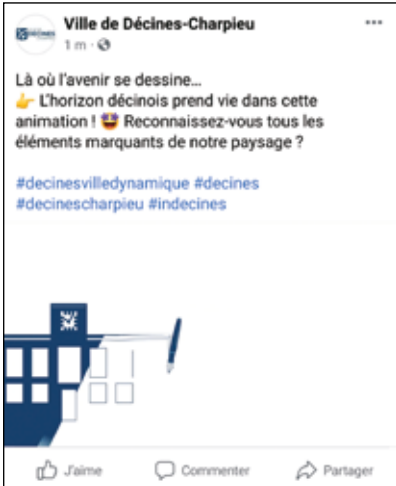 Ville de Décines-Charpieu
1 m
Là où l'avenir se dessine...
👉 L'horizon décinois prend vie dans cette
animation ! 🤩 Reconnaissez-vous tous les
éléments marquants de notre paysage ?
#decinesvilledynamique #decines
#decinescharpieu #indecines
J'aime Commenter Partager